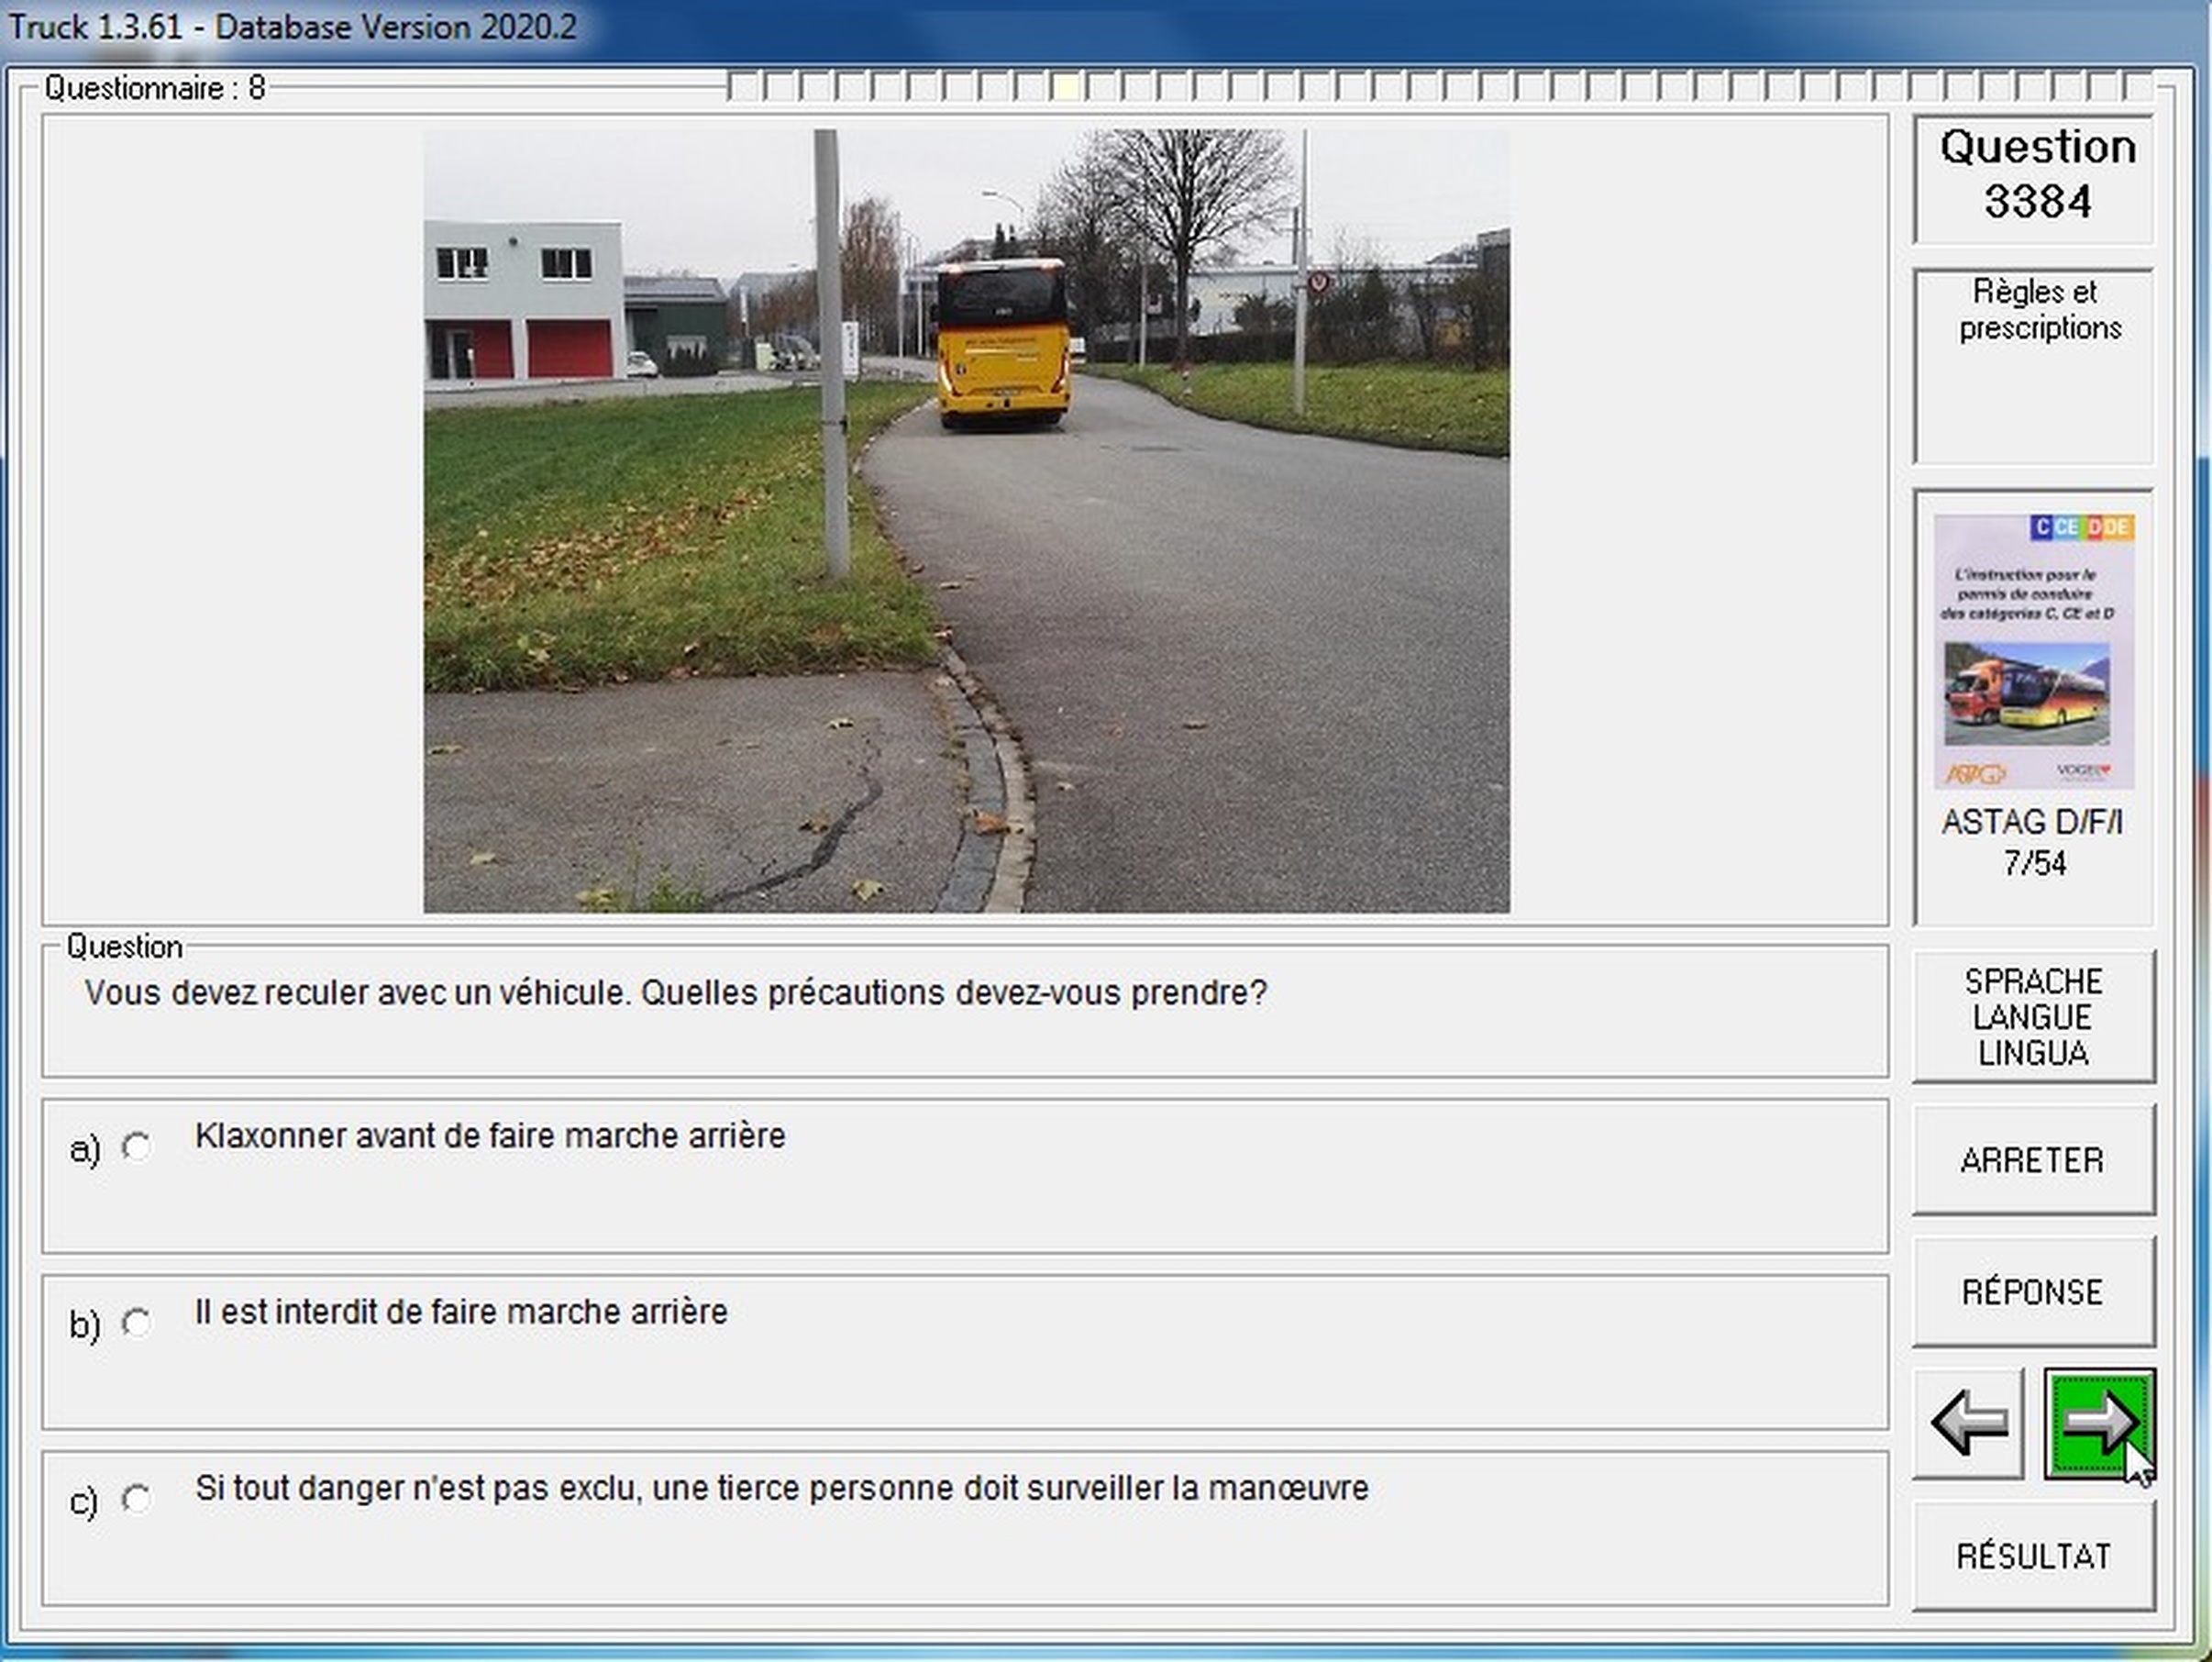 Truck 1.3.61 - Database Version 2020.2
Questionnaire : 8
Question
3384
Règles et
prescriptions
C CE D DE
L'instruction pour le
permis de conduire
des catégories C, CE et D
ASTAG
VOGEL
ASTAG D/F/I
7/54
Question
Vous devez reculer avec un véhicule. Quelles précautions devez-vous prendre?
a) Klaxonner avant de faire marche arrière
b) Il est interdit de faire marche arrière
c) Si tout danger n'est pas exclu, une tierce personne doit surveiller la manœuvre
SPRACHE
LANGUE
LINGUA
ARRETER
RÉPONSE
RÉSULTAT